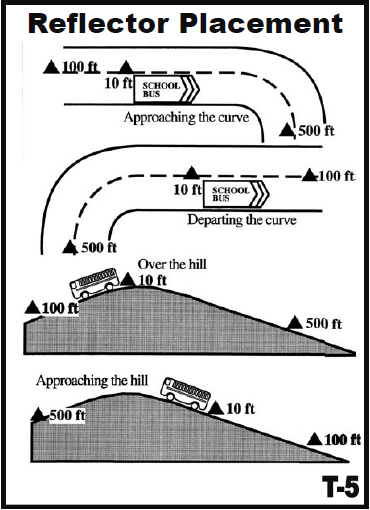 Reflector Placement
100 ft
10 ft
SCHOOL
BUS
Approaching the curve
500 ft
100 ft
10 ft
SCHOOL
BUS
Departing the curve
500 ft
Over the hill
10 ft
100 ft
500 ft
Approaching the hill
10 ft
500 ft
100 ft
T-5